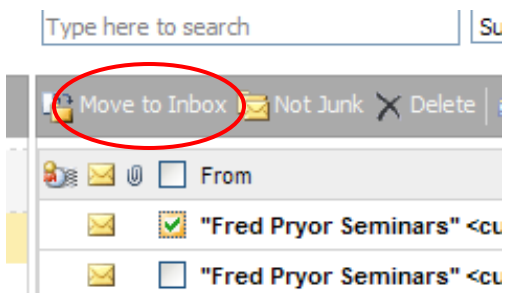 Type here to search Su
Move to Inbox Not Junk Delete
From
"Fred Pryor Seminars" <cu
"Fred Pryor Seminars" <cu